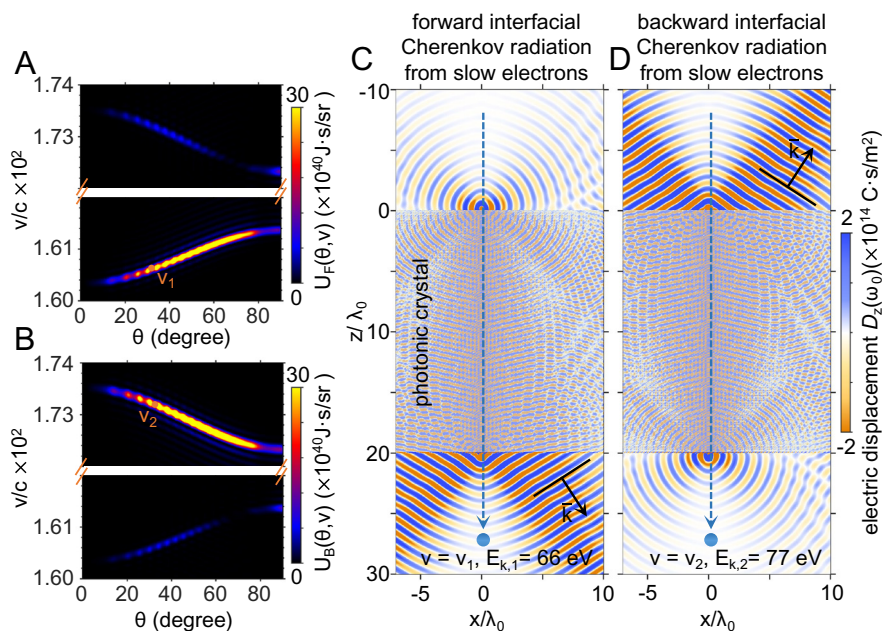 A
1.74
1.73
1.61
1.60
v/c ×10²
v₁
0 20 40 60 80
θ (degree)
30
0
U_F(θ,v) (×10⁴⁰J·s/sr)
B
1.74
1.73
1.61
1.60
v/c ×10²
v₂
0 20 40 60 80
θ (degree)
30
0
U_B(θ,v) (×10⁴⁰J·s/sr)
C
forward interfacial
Cherenkov radiation
from slow electrons
-10
0
10
20
30
z/λ₀
photonic crystal
k̄
v = v₁, E_k,1= 66 eV
-5 0 5 10
x/λ₀
D
backward interfacial
Cherenkov radiation
from slow electrons
k̄
v = v₂, E_k,2= 77 eV
-5 0 5 10
x/λ₀
2
-2
electric displacement D_z(ω₀)(×10¹⁴ C·s/m²)